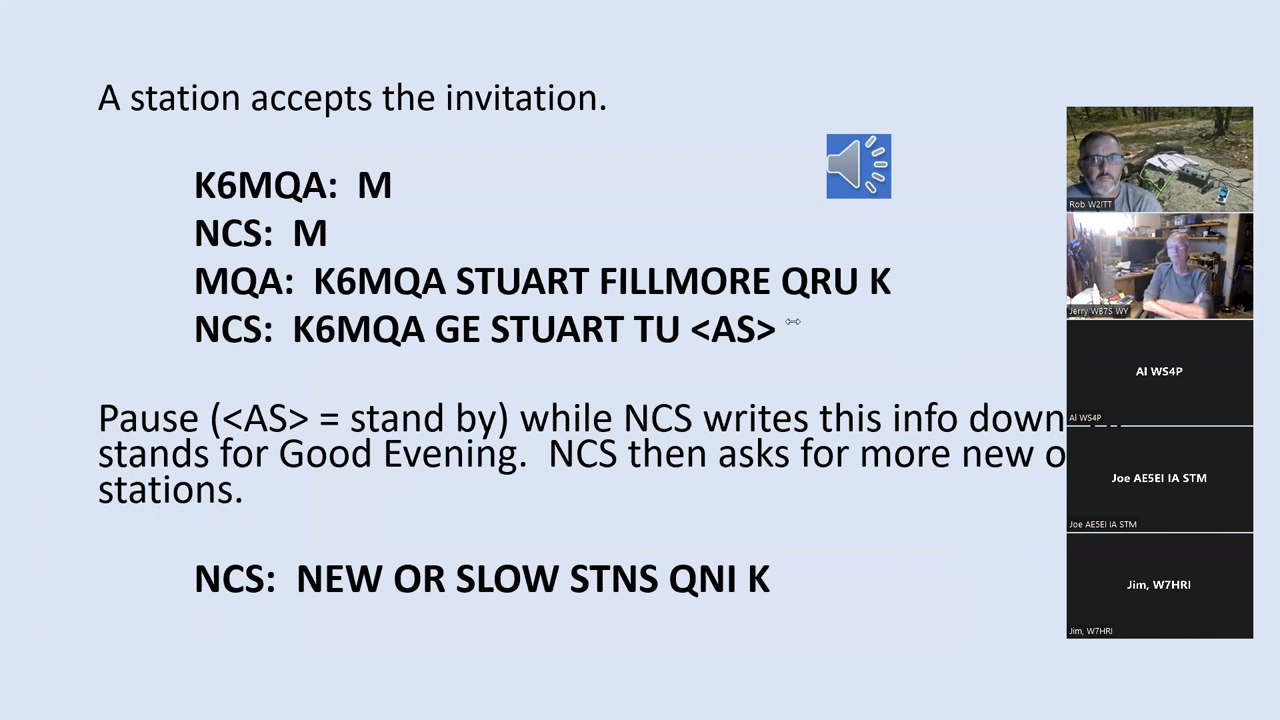 A station accepts the invitation.
K6MQA: M
NCS: M
MQA: K6MQA STUART FILLMORE QRU K
NCS: K6MQA GE STUART TU <AS>
Pause (<AS> = stand by) while NCS writes this info down
stands for Good Evening. NCS then asks for more new o
stations.
NCS: NEW OR SLOW STNS QNI K
Rob W2ITT
Jerry WB7S WY
Al WS4P
Al WS4P
Joe AE5EI IA STM
Joe AE5EI IA STM
Jim, W7HRI
Jim, W7HRI